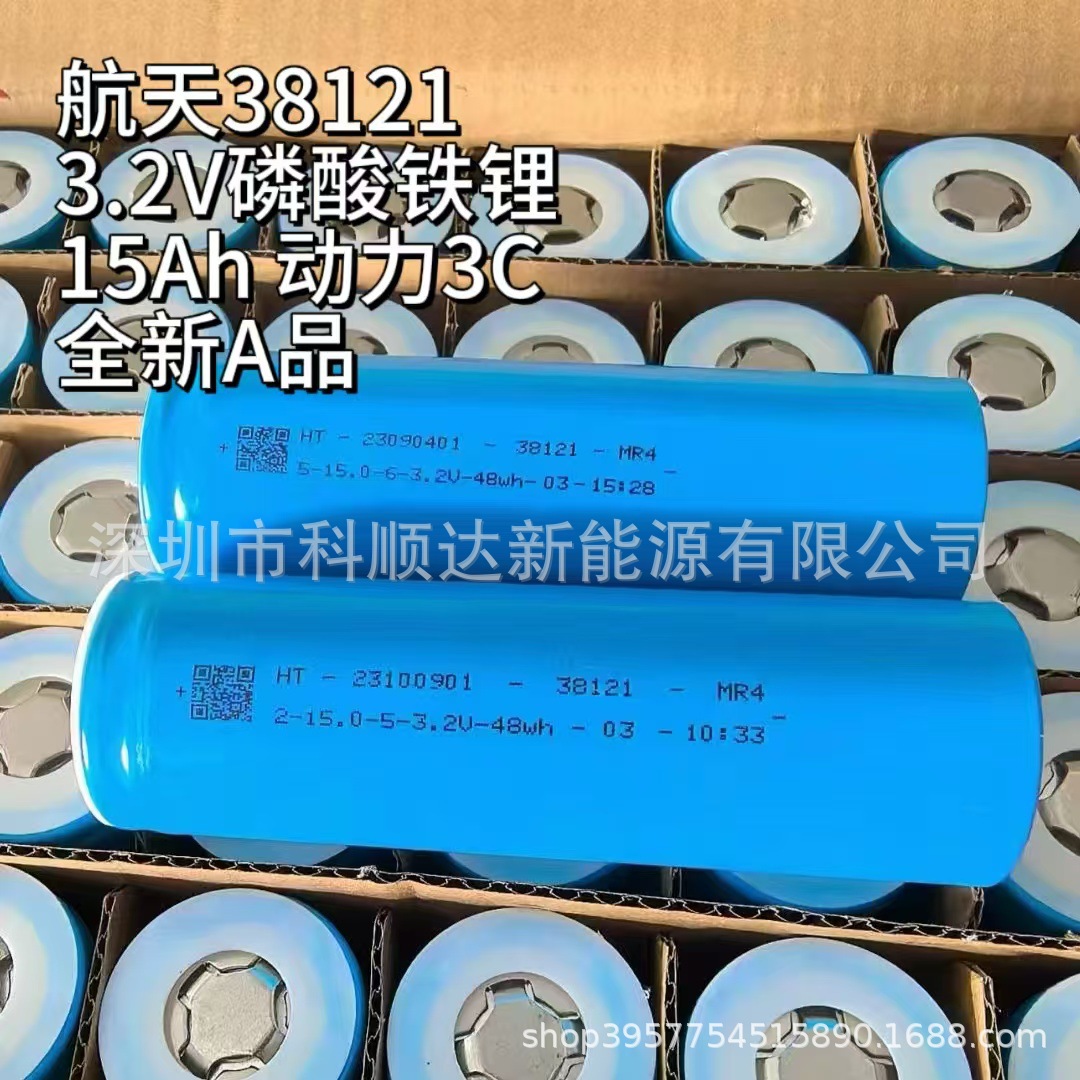 航天38121
3.2V磷酸铁锂
15Ah 动力3C
全新A品
+ HT - 23090401 - 38121 - MR4 -
5-15.0-6-3.2V-48wh-03-15:28
深圳市科顺达新能源有限公司
+ HT - 23100901 - 38121 - MR4 -
2-15.0-5-3.2V-48wh - 03 - 10:33
shop3957754515890.1688.com